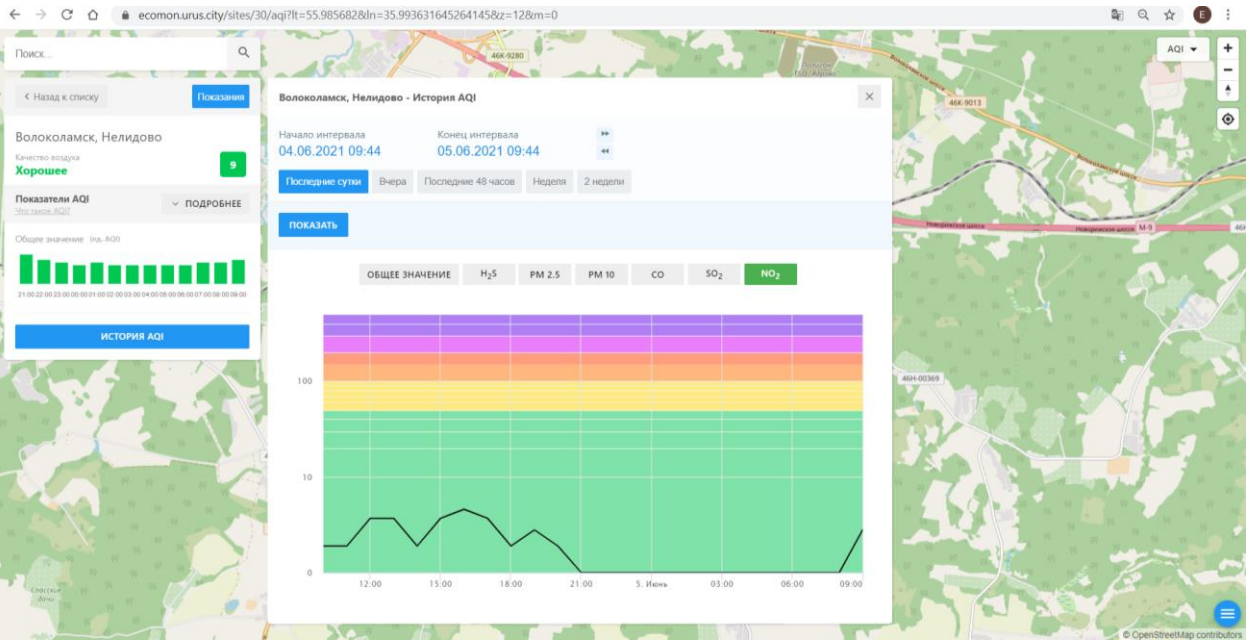 ecomon.urus.city/sites/30/aqi?lt=55.985682&ln=35.993631645264145&z=12&m=0
E
Поиск...
Назад к списку
Показания
Волоколамск, Нелидово
Качество воздуха
Хорошее
9
Показатели AQI
Что такое AQI?
ПОДРОБНЕЕ
Общее значение (ед. AQI)
21:00 22:00 23:00 00:00 01:00 02:00 03:00 04:00 05:00 06:00 07:00 08:00 09:00
ИСТОРИЯ AQI
Волоколамск, Нелидово - История AQI
Начало интервала
04.06.2021 09:44
Конец интервала
05.06.2021 09:44
Последние сутки
Вчера
Последние 48 часов
Неделя
2 недели
ПОКАЗАТЬ
ОБЩЕЕ ЗНАЧЕНИЕ
H₂S
PM 2.5
PM 10
CO
SO₂
NO₂
100
10
0
12:00
15:00
18:00
21:00
5. Июнь
03:00
06:00
09:00
46К-9280
AQI
46К-9013
Волоколамское шоссе
Новорижское шоссе
Новорижское шоссе
М-9
46Н-00369
Спасские дачи
© OpenStreetMap contributors